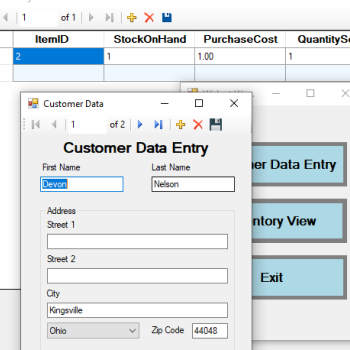 1 of 1
ItemID StockOnHand PurchaseCost QuantityS
2 1 1.00 1
Customer Data
1 of 2
Customer Data Entry
First Name Last Name
Devon Nelson
Address
Street 1
Street 2
City
Kingsville
Ohio Zip Code 44048
er Data Entry
ntory View
Exit